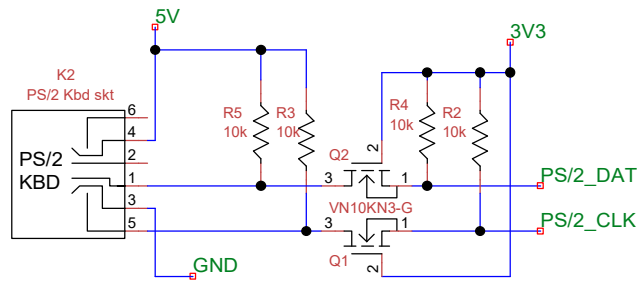 5V
3V3
K2
PS/2 Kbd skt
6
4
2
1
3
5
PS/2
KBD
R5
10k
R3
10k
R4
10k
R2
10k
Q2
2
3
1
VN10KN3-G
3
1
Q1
2
PS/2_DAT
PS/2_CLK
GND